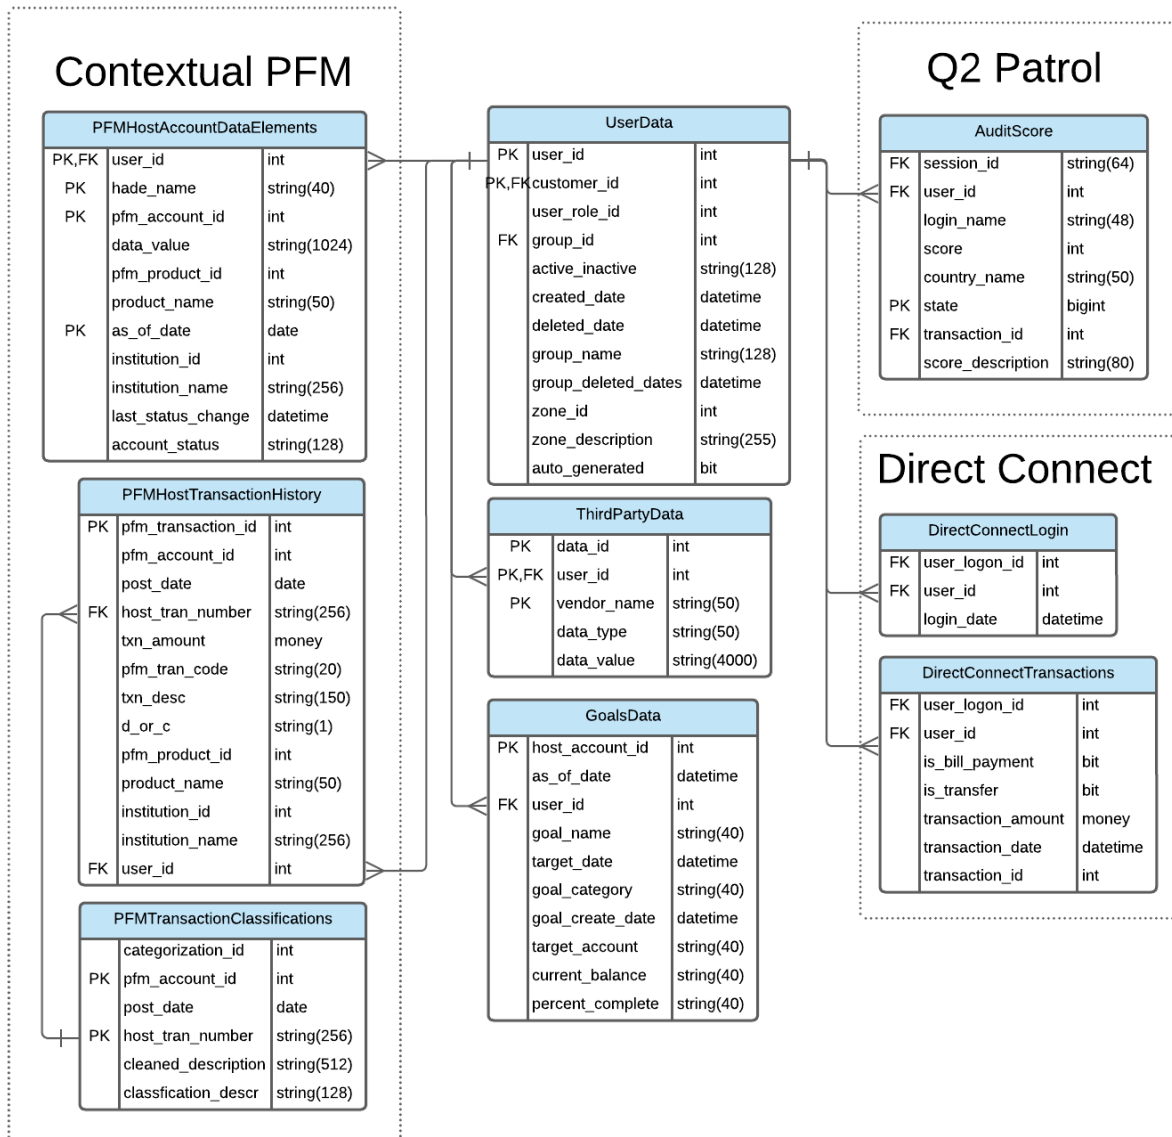 Contextual PFM
PFMHostAccountDataElements
PK,FK user_id int
PK hade_name string(40)
PK pfm_account_id int
data_value string(1024)
pfm_product_id int
product_name string(50)
PK as_of_date date
institution_id int
institution_name string(256)
last_status_change datetime
account_status string(128)
PFMHostTransactionHistory
PK pfm_transaction_id int
pfm_account_id int
post_date date
FK host_tran_number string(256)
txn_amount money
pfm_tran_code string(20)
txn_desc string(150)
d_or_c string(1)
pfm_product_id int
product_name string(50)
institution_id int
institution_name string(256)
FK user_id int
PFMTransactionClassifications
categorization_id int
PK pfm_account_id int
post_date date
PK host_tran_number string(256)
cleaned_description string(512)
classfication_descr string(128)
UserData
PK user_id int
PK,FK customer_id int
user_role_id int
FK group_id int
active_inactive string(128)
created_date datetime
deleted_date datetime
group_name string(128)
group_deleted_dates datetime
zone_id int
zone_description string(255)
auto_generated bit
ThirdPartyData
PK data_id int
PK,FK user_id int
PK vendor_name string(50)
data_type string(50)
data_value string(4000)
GoalsData
PK host_account_id int
as_of_date datetime
FK user_id int
goal_name string(40)
target_date datetime
goal_category string(40)
goal_create_date datetime
target_account string(40)
current_balance string(40)
percent_complete string(40)
Q2 Patrol
AuditScore
FK session_id string(64)
FK user_id int
login_name string(48)
score int
country_name string(50)
PK state bigint
FK transaction_id int
score_description string(80)
Direct Connect
DirectConnectLogin
FK user_logon_id int
FK user_id int
login_date datetime
DirectConnectTransactions
FK user_logon_id int
FK user_id int
is_bill_payment bit
is_transfer bit
transaction_amount money
transaction_date datetime
transaction_id int